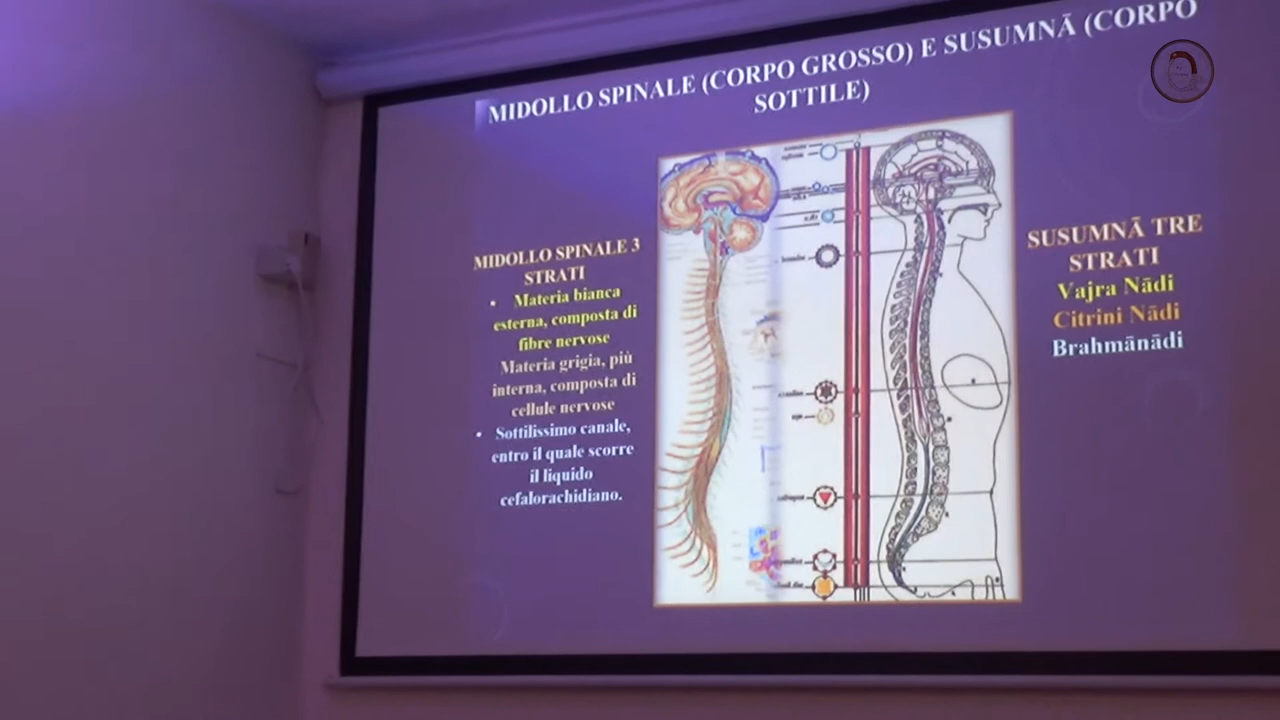 MIDOLLO SPINALE (CORPO GROSSO) E SUSUMNĀ (CORPO
SOTTILE)
MIDOLLO SPINALE 3
STRATI
• Materia bianca
esterna, composta di
fibre nervose
Materia grigia, più
interna, composta di
cellule nervose
• Sottilissimo canale,
entro il quale scorre
il liquido
cefalorachidiano.
SUSUMNĀ TRE
STRATI
Vajra Nādi
Citrini Nādi
Brahmānādi